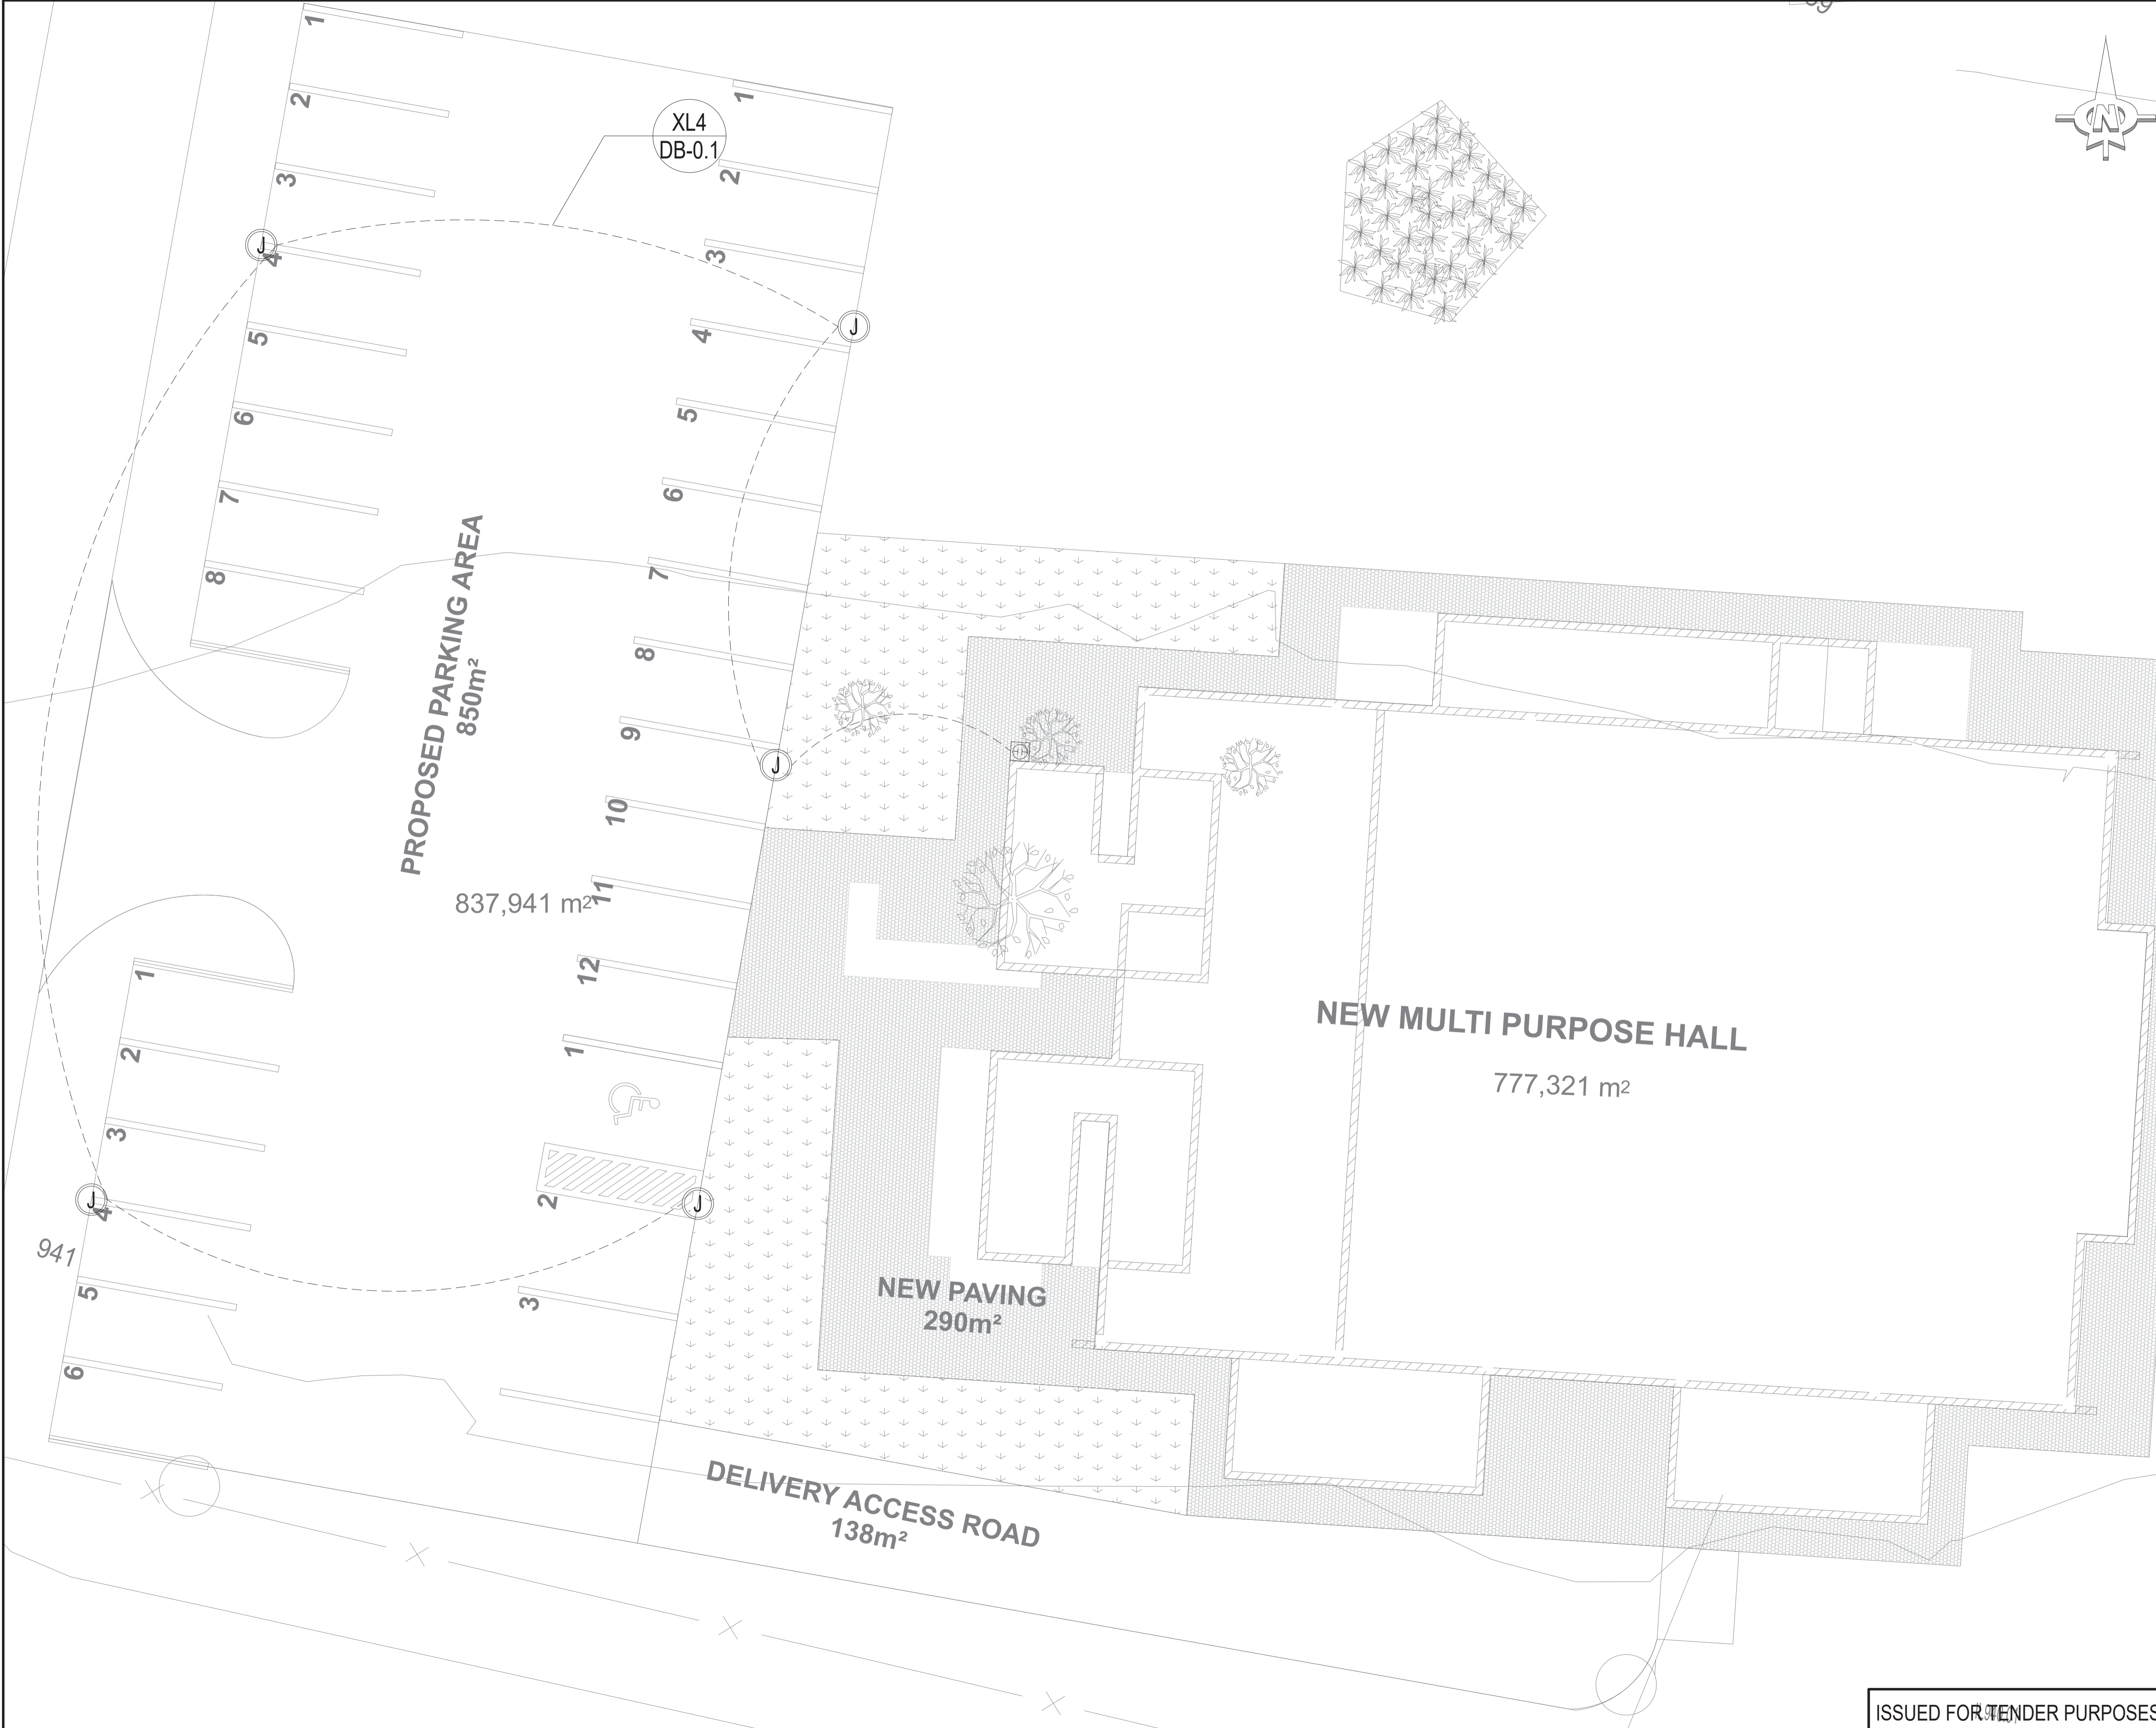 1
2
3
4
5
6
7
8
1
2
3
4
5
6
7
8
9
10
11
12
1
2
3
1
2
3
4
5
6
XL4
DB-0.1
J
J
J
J
J
N
PROPOSED PARKING AREA
850m²
837,941 m²
941
NEW MULTI PURPOSE HALL
777,321 m²
NEW PAVING
290m²
DELIVERY ACCESS ROAD
138m²
ISSUED FOR TENDER PURPOSES